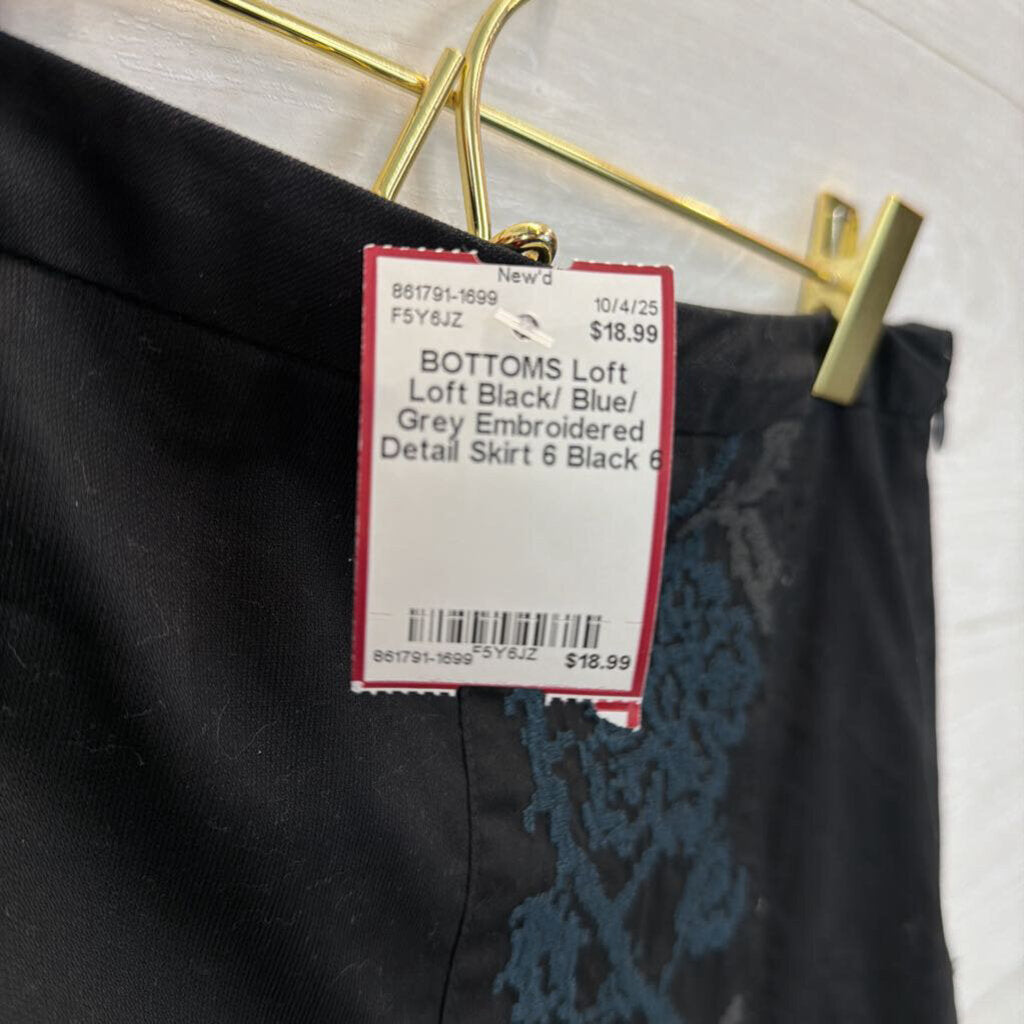 New'd
861791-1699 10/4/25
F5Y6JZ $18.99
BOTTOMS Loft
Loft Black/ Blue/
Grey Embroidered
Detail Skirt 6 Black 6
861791-1699 F5Y6JZ $18.99